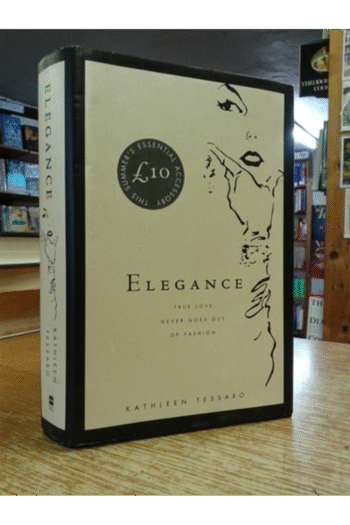 ELEGANCE
KATHLEEN TESSARO
THIS SUMMER'S ESSENTIAL ACCESSORY
£10
ELEGANCE
TRUE LOVE
NEVER GOES OUT
OF FASHION
KATHLEEN TESSARO